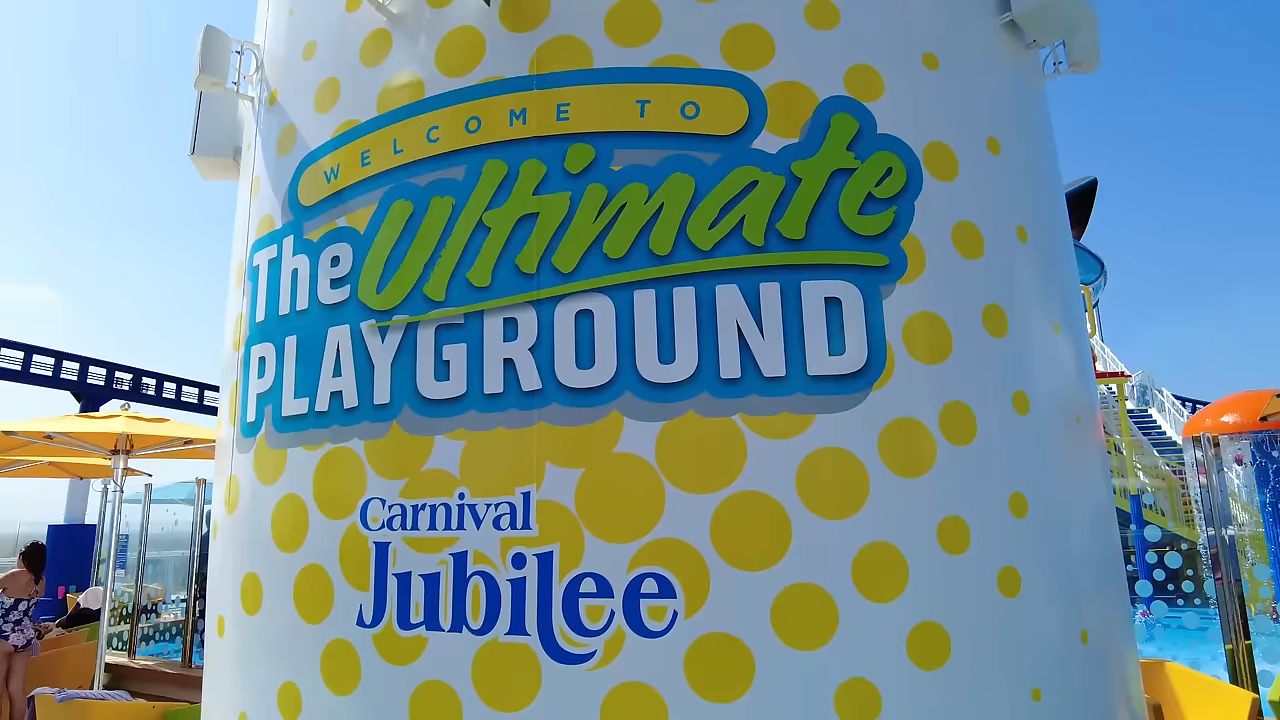 WELCOME TO
The Ultimate
PLAYGROUND
Carnival
Jubilee